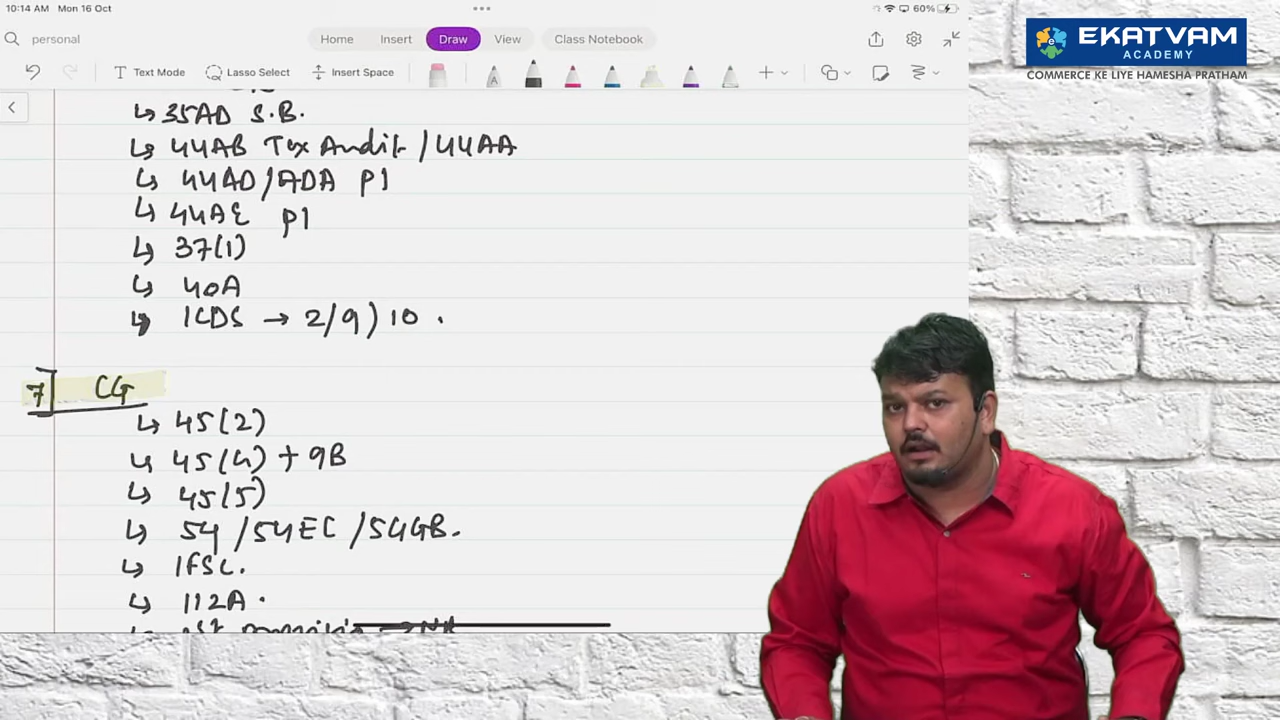 10:14 AM Mon 16 Oct
60%
personal
Home Insert Draw View Class Notebook
Text Mode Lasso Select Insert Space
EKATVAM
ACADEMY
COMMERCE KE LIYE HAMESHA PRATHAM
↳ 35AD S.B.
↳ 44AB Tax Audit / 44AA
↳ 44AD/ADA PI
↳ 44AE PI
↳ 37(1)
↳ 40A
↳ ICDS → 2/9)10.
7] CG
↳ 45(2)
↳ 45(4) + 9B
↳ 45(5)
↳ 54 /54EC /54GB.
↳ IFSC.
↳ 112A.